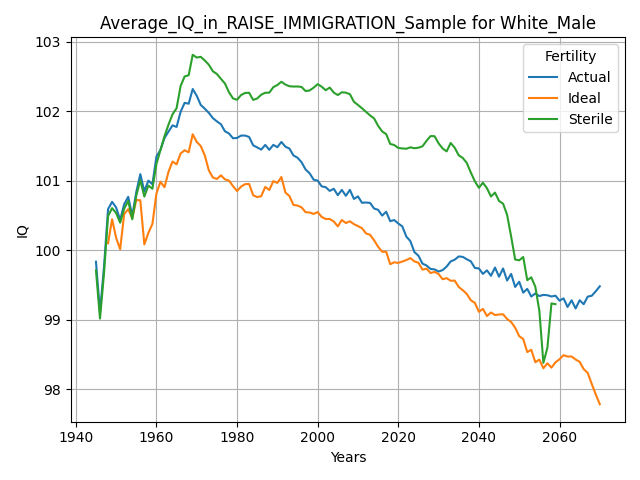 Average_IQ_in_RAISE_IMMIGRATION_Sample for White_Male
Fertility
Actual
Ideal
Sterile
103
102
101
100
99
98
IQ
1940
1960
1980
2000
2020
2040
2060
Years